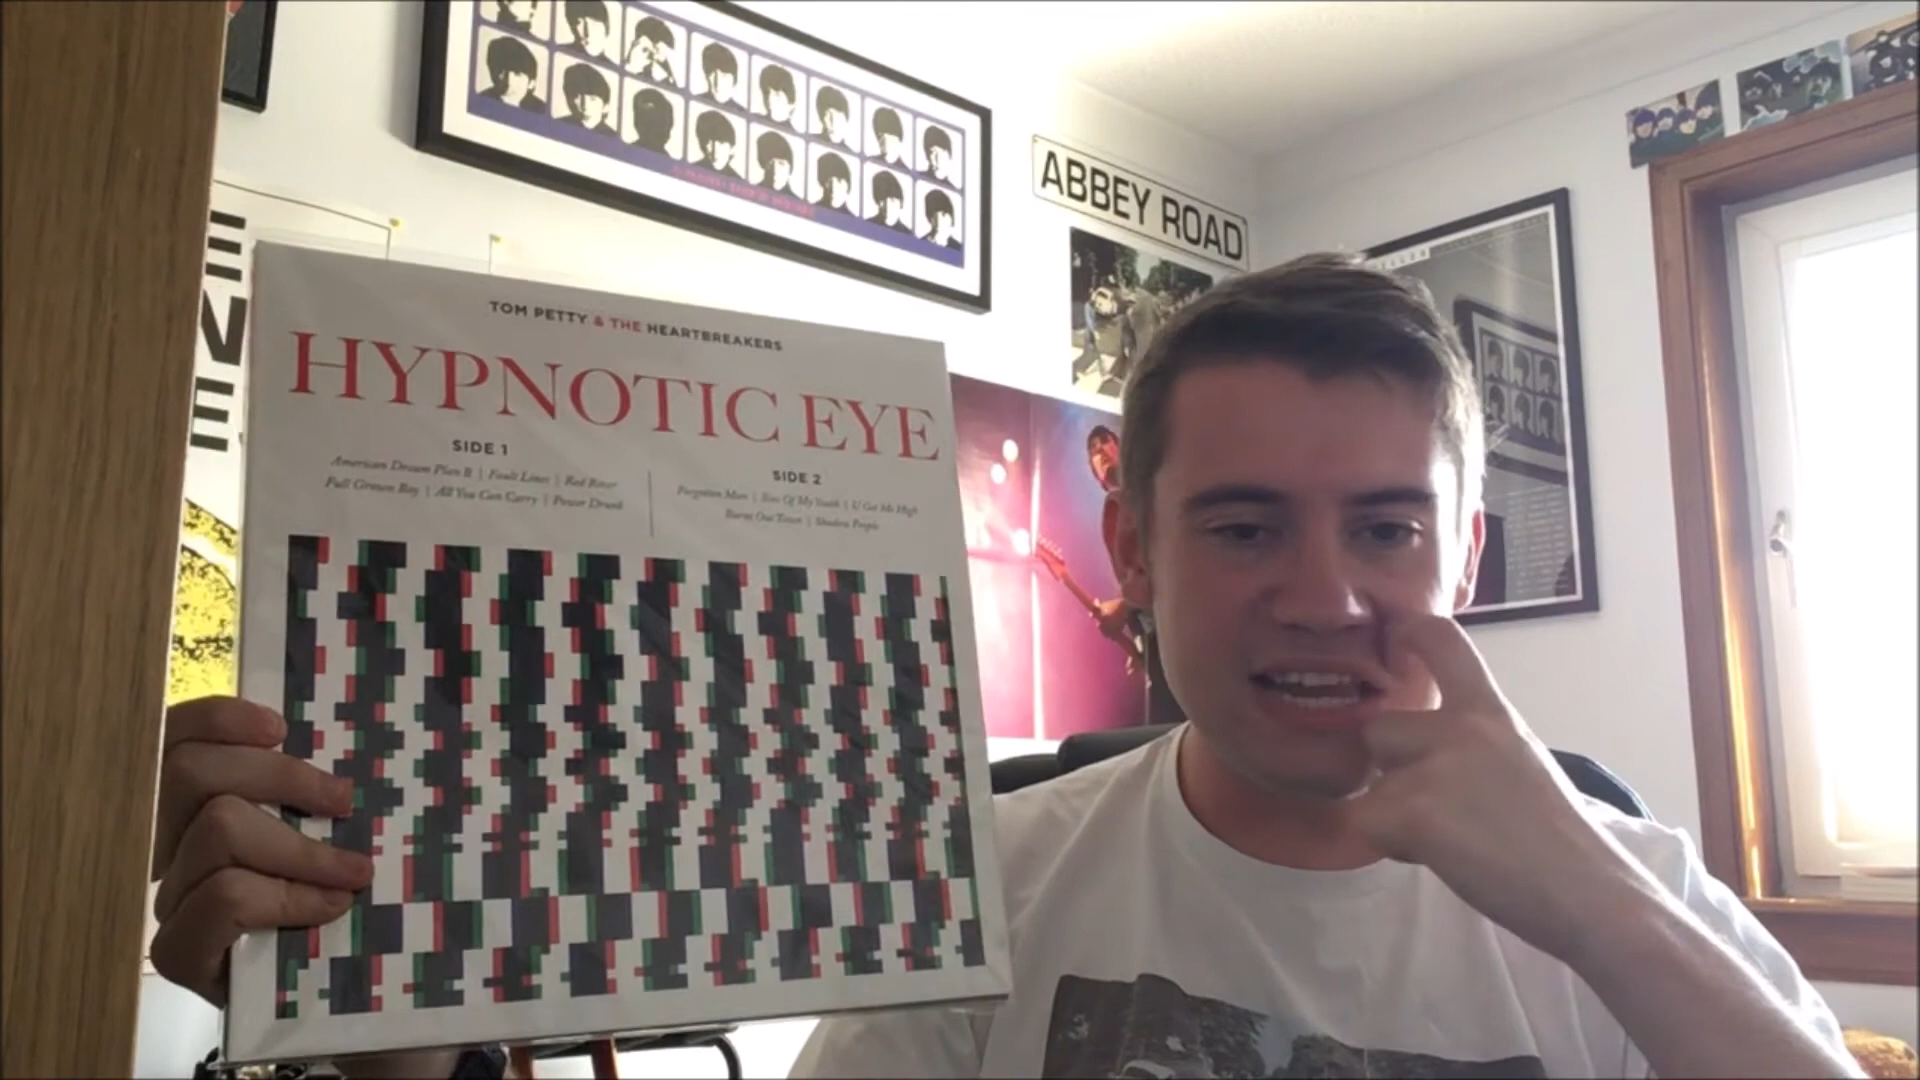 ABBEY ROAD
TOM PETTY & THE HEARTBREAKERS
HYPNOTIC EYE
SIDE 1
American Dream Plan B | Fault Lines | Red River
Full Grown Boy | All You Can Carry | Power Drunk
SIDE 2
Forgotten Man | Sins Of My Youth | U Get Me High
Burnt Out Town | Shadow People